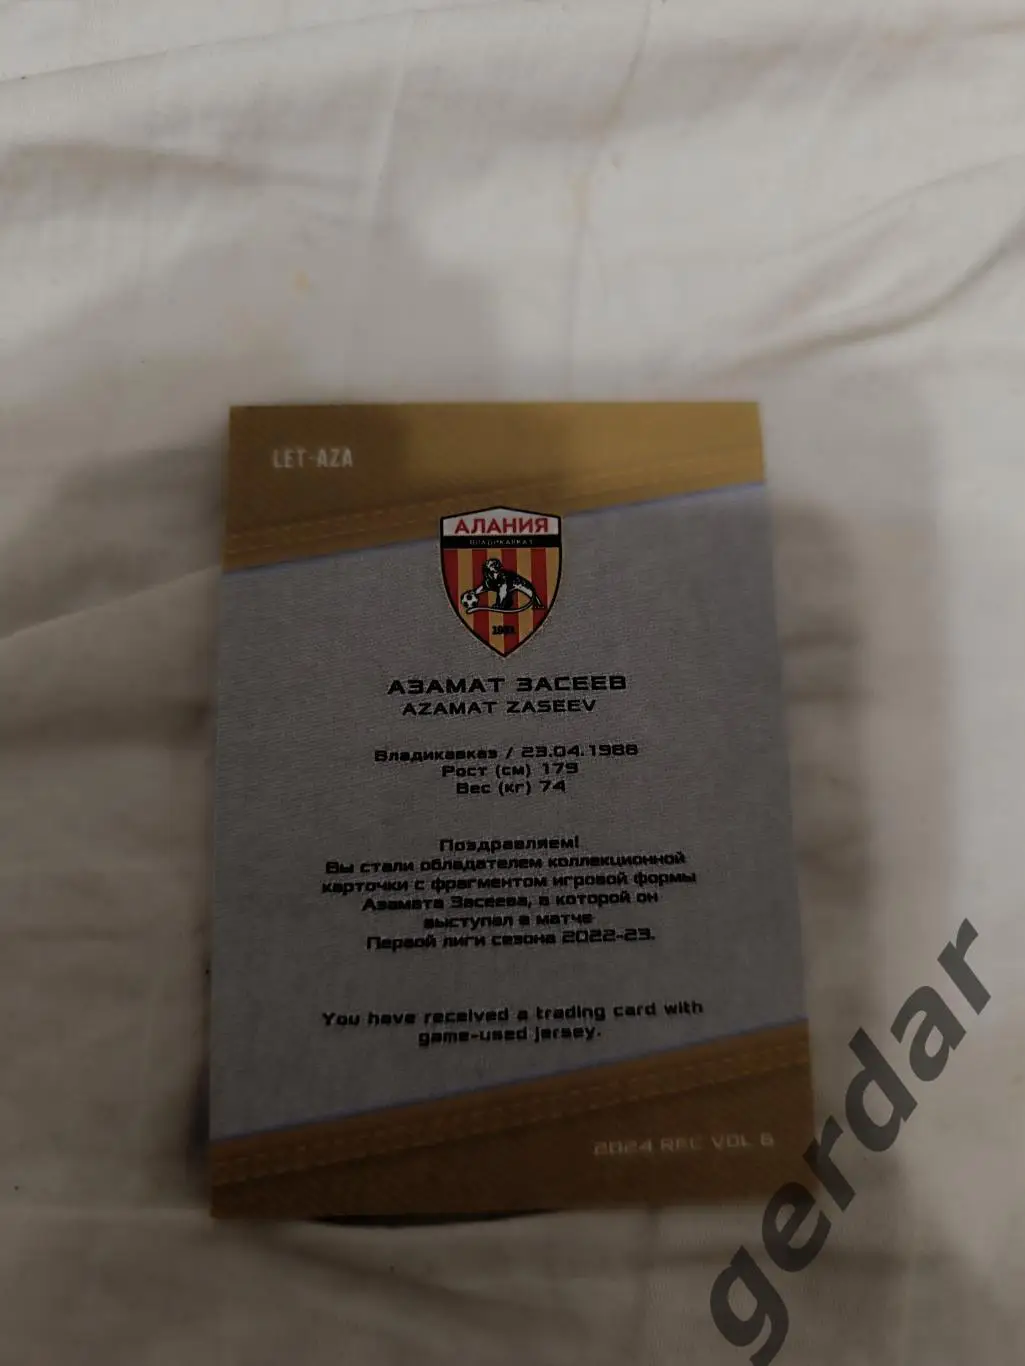 LET-AZA
АЛАНИЯ
ВЛАДИКАВКАЗ
АЗАМАТ ЗАСЕЕВ
AZAMAT ZASEEV
Владикавказ / 23.04.1988
Рост (см) 179
Вес (кг) 74
Поздравляем!
Вы стали обладателем коллекционной
карточки с фрагментом игровой формы
Азамата Засеева, в которой он
выступал в матче
Первой лиги сезона 2022-23.
You have received a trading card with
game-used jersey.
2024 RFC VOL 6
gerdar